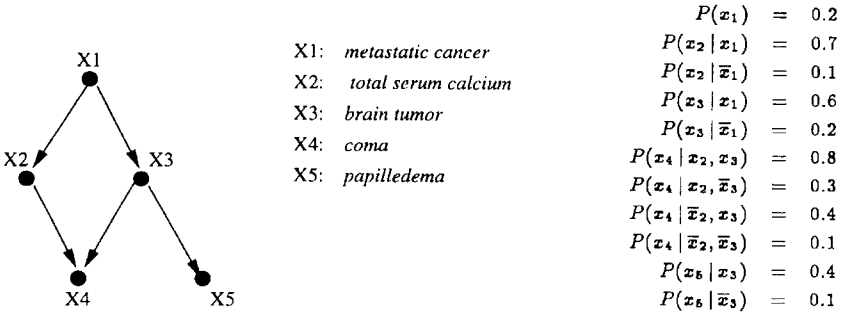 X1
X2
X3
X4
X5
X1: metastatic cancer
X2: total serum calcium
X3: brain tumor
X4: coma
X5: papilledema
P(x₁) = 0.2
P(x₂ | x₁) = 0.7
P(x₂ | x̅₁) = 0.1
P(x₃ | x₁) = 0.6
P(x₃ | x̅₁) = 0.2
P(x₄ | x₂, x₃) = 0.8
P(x₄ | x₂, x̅₃) = 0.3
P(x₄ | x̅₂, x₃) = 0.4
P(x₄ | x̅₂, x̅₃) = 0.1
P(x₅ | x₃) = 0.4
P(x₅ | x̅₃) = 0.1